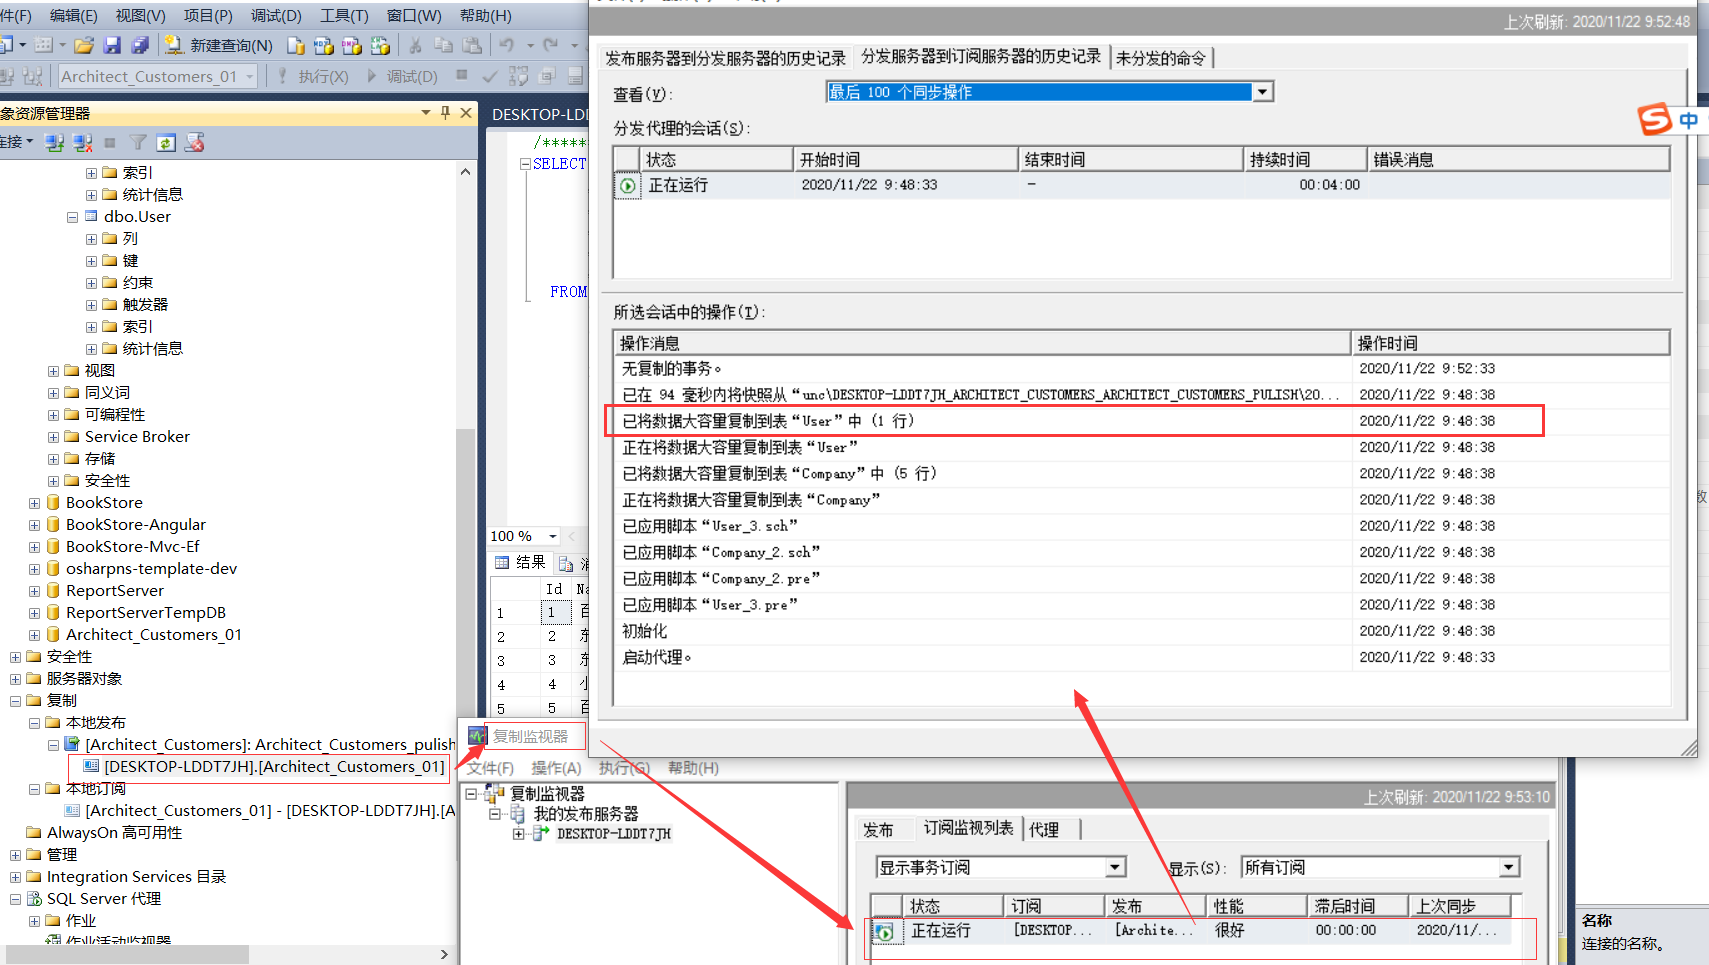 件(F) 编辑(E) 视图(V) 项目(P) 调试(D) 工具(T) 窗口(W) 帮助(H)
新建查询(N)
Architect_Customers_01 执行(X) 调试(D)
象资源管理器
连接
索引
统计信息
dbo.User
列
键
约束
触发器
索引
统计信息
视图
同义词
可编程性
Service Broker
存储
安全性
BookStore
BookStore-Angular
BookStore-Mvc-Ef
osharpns-template-dev
ReportServer
ReportServerTempDB
Architect_Customers_01
安全性
服务器对象
复制
本地发布
[Architect_Customers]: Architect_Customers_pulish
[DESKTOP-LDDT7JH].[Architect_Customers_01]
本地订阅
[Architect_Customers_01] - [DESKTOP-LDDT7JH].[A
AlwaysOn 高可用性
管理
Integration Services 目录
SQL Server 代理
作业
作业活动监视器
DESKTOP-LD
/*****
SELECT
FROM
100 %
结果
Id
1 1
2 2
3 3
4 4
5 5
上次刷新: 2020/11/22 9:52:48
发布服务器到分发服务器的历史记录 分发服务器到订阅服务器的历史记录 未分发的命令
查看(V): 最后 100 个同步操作
分发代理的会话(S):
状态 开始时间 结束时间 持续时间 错误消息
正在运行 2020/11/22 9:48:33 - 00:04:00
所选会话中的操作(I):
操作消息 操作时间
无复制的事务。 2020/11/22 9:52:33
已在 94 毫秒内将快照从“unc\DESKTOP-LDDT7JH_ARCHITECT_CUSTOMERS_ARCHITECT_CUSTOMERS_PULISH\20... 2020/11/22 9:48:38
已将数据大容量复制到表“User”中 (1 行) 2020/11/22 9:48:38
正在将数据大容量复制到表“User” 2020/11/22 9:48:38
已将数据大容量复制到表“Company”中 (5 行) 2020/11/22 9:48:38
正在将数据大容量复制到表“Company” 2020/11/22 9:48:38
已应用脚本“User_3.sch” 2020/11/22 9:48:38
已应用脚本“Company_2.sch” 2020/11/22 9:48:38
已应用脚本“Company_2.pre” 2020/11/22 9:48:38
已应用脚本“User_3.pre” 2020/11/22 9:48:38
初始化 2020/11/22 9:48:38
启动代理。 2020/11/22 9:48:33
S 中
数
复制监视器
文件(F) 操作(A) 执行(G) 帮助(H)
复制监视器
我的发布服务器
DESKTOP-LDDT7JH
上次刷新: 2020/11/22 9:53:10
发布 订阅监视列表 代理
显示事务订阅 显示(S): 所有订阅
状态 订阅 发布 性能 滞后时间 上次同步
正在运行 [DESKTOP... [Archite... 很好 00:00:00 2020/11/...
名称
连接的名称。